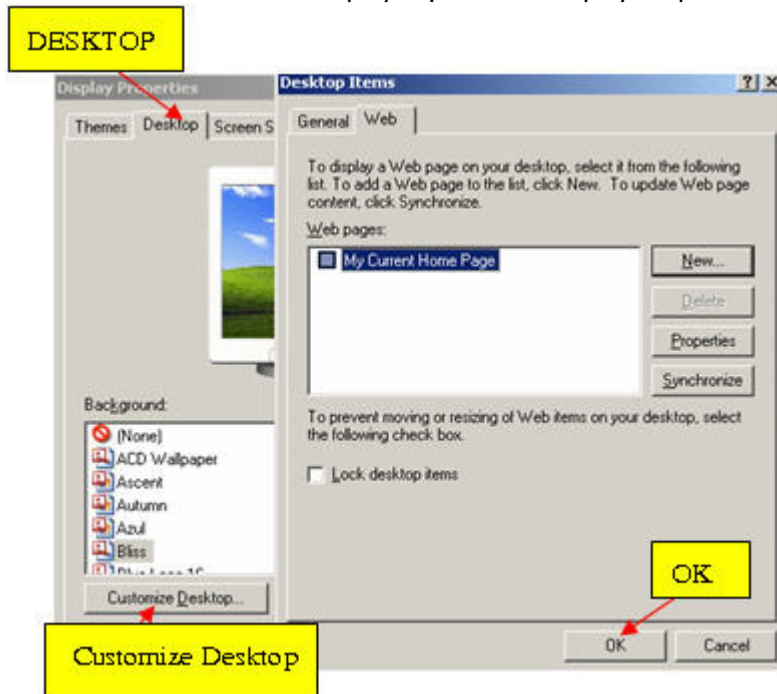 DESKTOP
Display Properties
Themes Desktop Screen S
Background:
(None)
ACD Wallpaper
Ascent
Autumn
Azul
Bliss
Customize Desktop...
Customize Desktop
Desktop Items
General Web
To display a Web page on your desktop, select it from the following
list. To add a Web page to the list, click New. To update Web page
content, click Synchronize.
Web pages:
My Current Home Page
New...
Delete
Properties
Synchronize
To prevent moving or resizing of Web items on your desktop, select
the following check box.
Lock desktop items
OK
OK Cancel